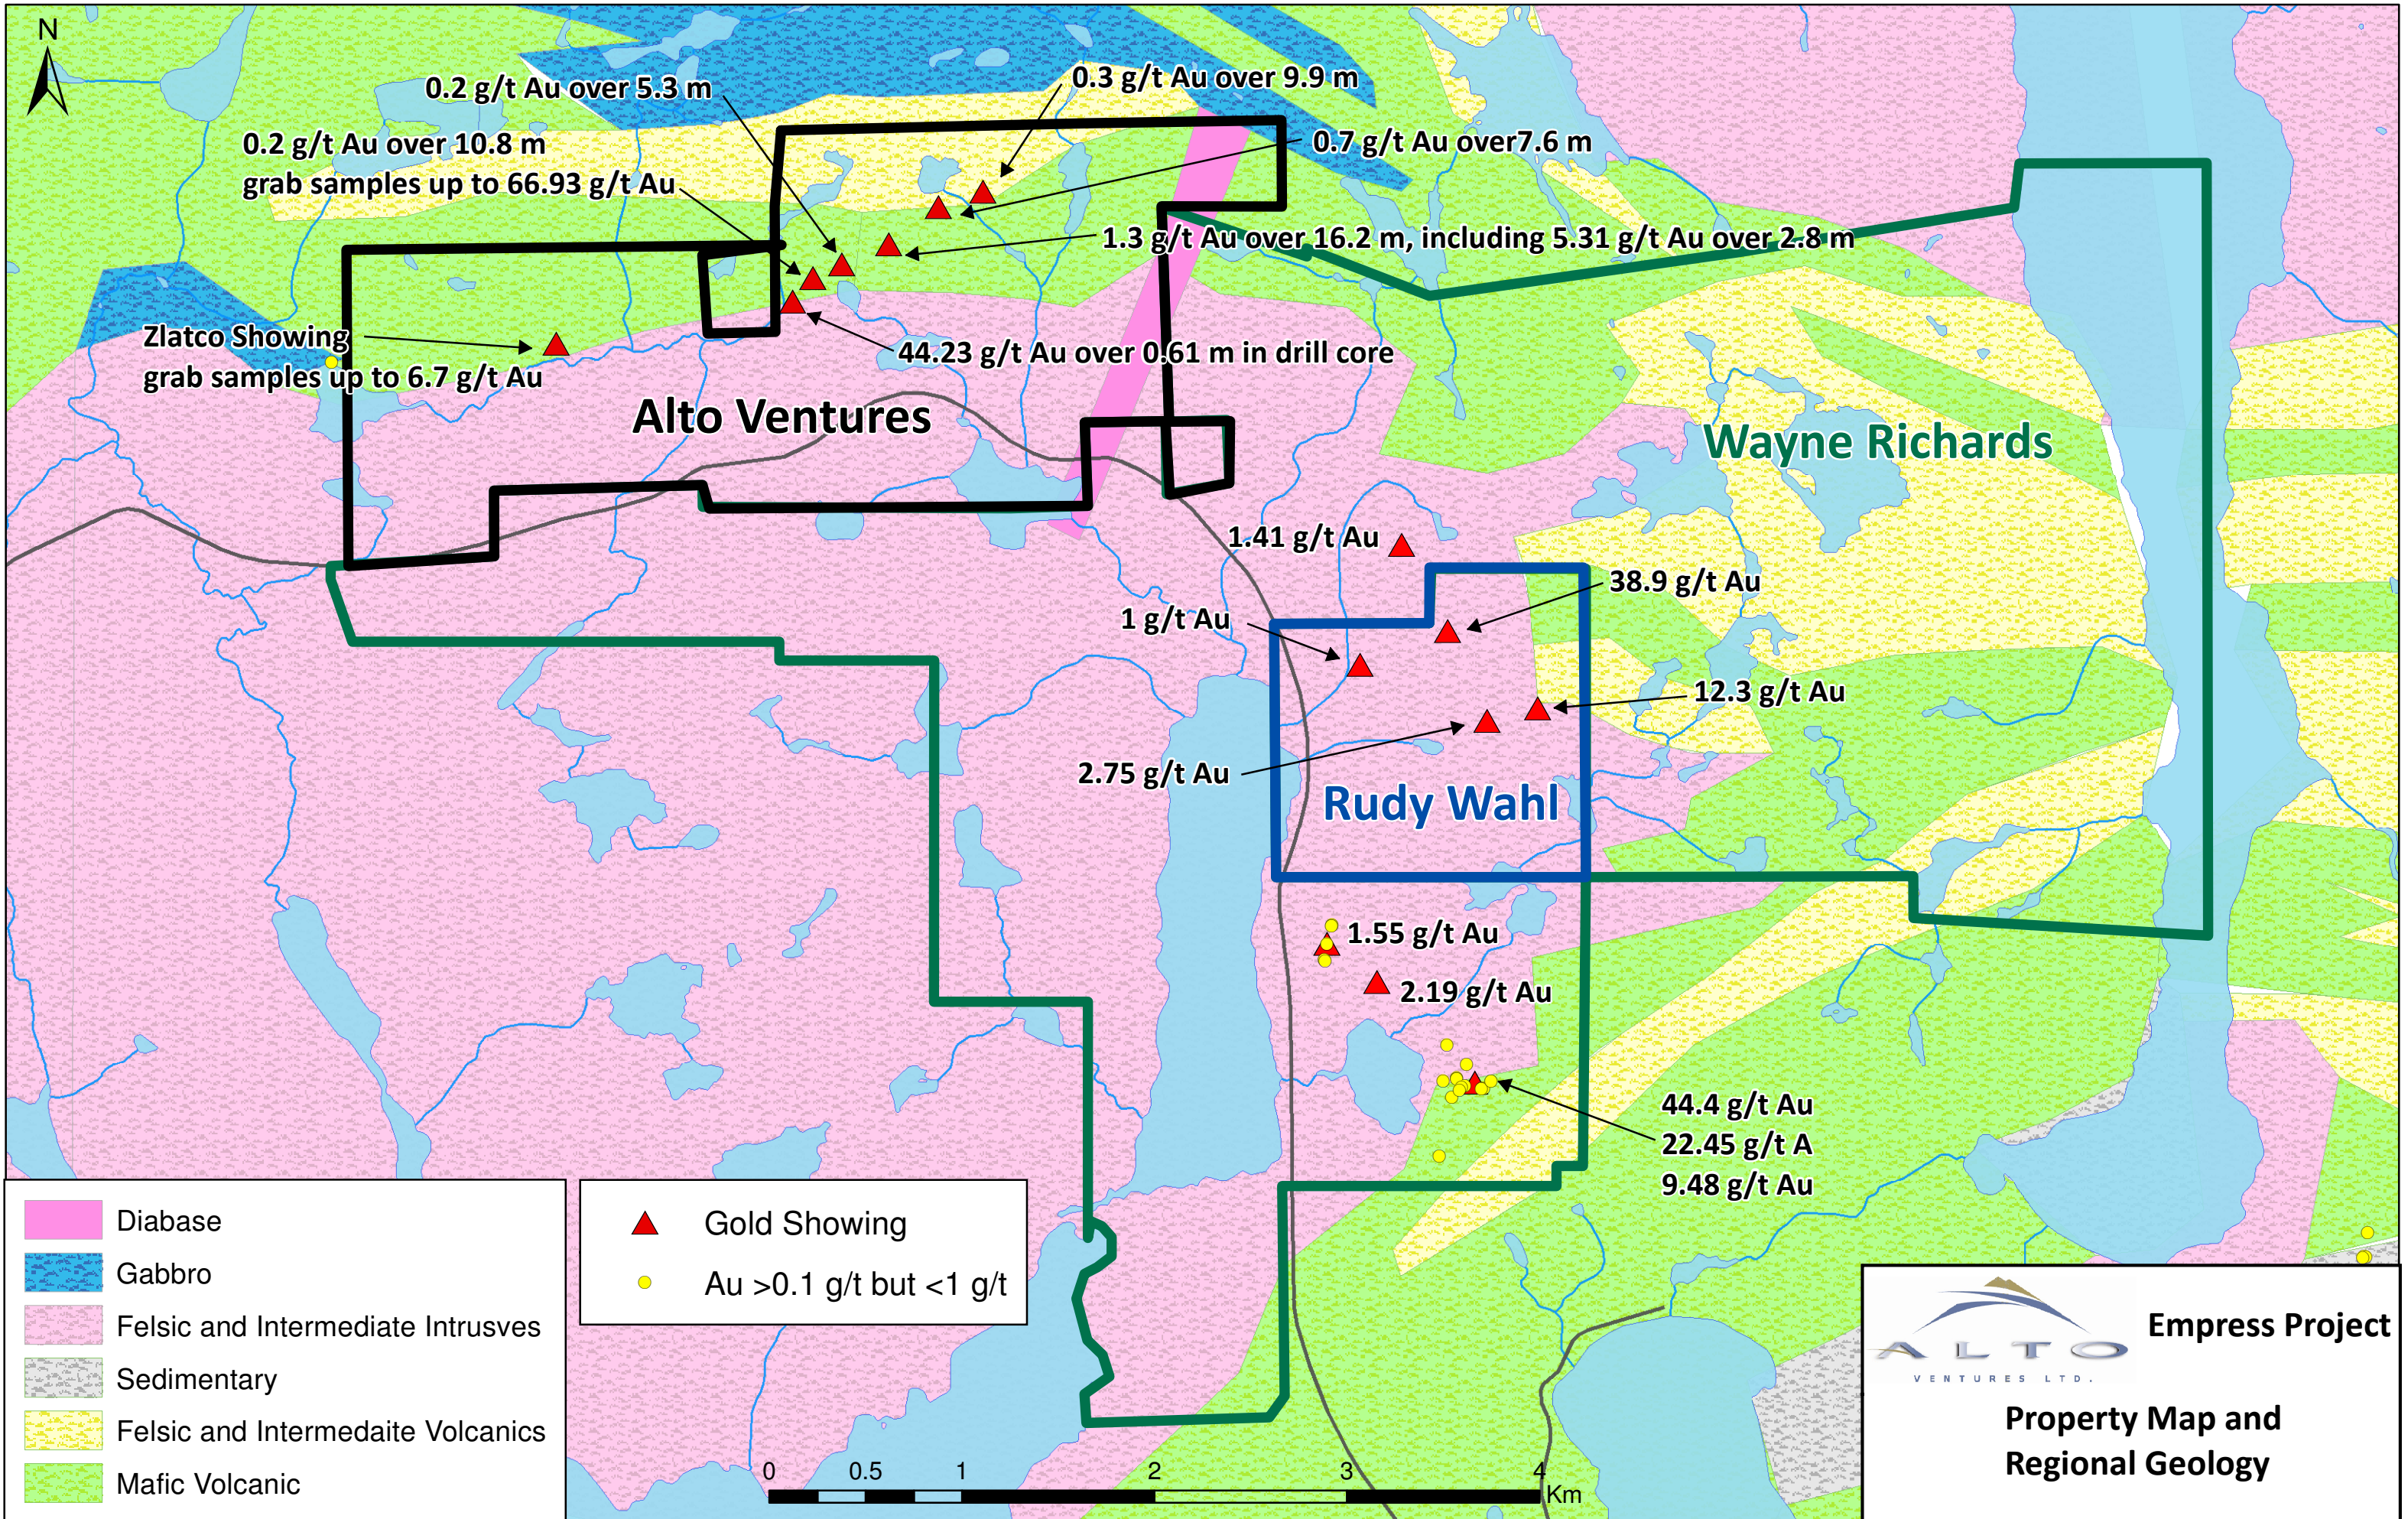 N
0.2 g/t Au over 5.3 m
0.3 g/t Au over 9.9 m
0.2 g/t Au over 10.8 m
grab samples up to 66.93 g/t Au
0.7 g/t Au over7.6 m
1.3 g/t Au over 16.2 m, including 5.31 g/t Au over 2.8 m
Zlatco Showing
grab samples up to 6.7 g/t Au
44.23 g/t Au over 0.61 m in drill core
Alto Ventures
Wayne Richards
1.41 g/t Au
38.9 g/t Au
1 g/t Au
12.3 g/t Au
2.75 g/t Au
Rudy Wahl
1.55 g/t Au
2.19 g/t Au
44.4 g/t Au
22.45 g/t A
9.48 g/t Au
Diabase
Gabbro
Felsic and Intermediate Intrusves
Sedimentary
Felsic and Intermedaite Volcanics
Mafic Volcanic
Gold Showing
Au >0.1 g/t but <1 g/t
0 0.5 1 2 3 4
Km
ALTO
VENTURES LTD.
Empress Project
Property Map and
Regional Geology